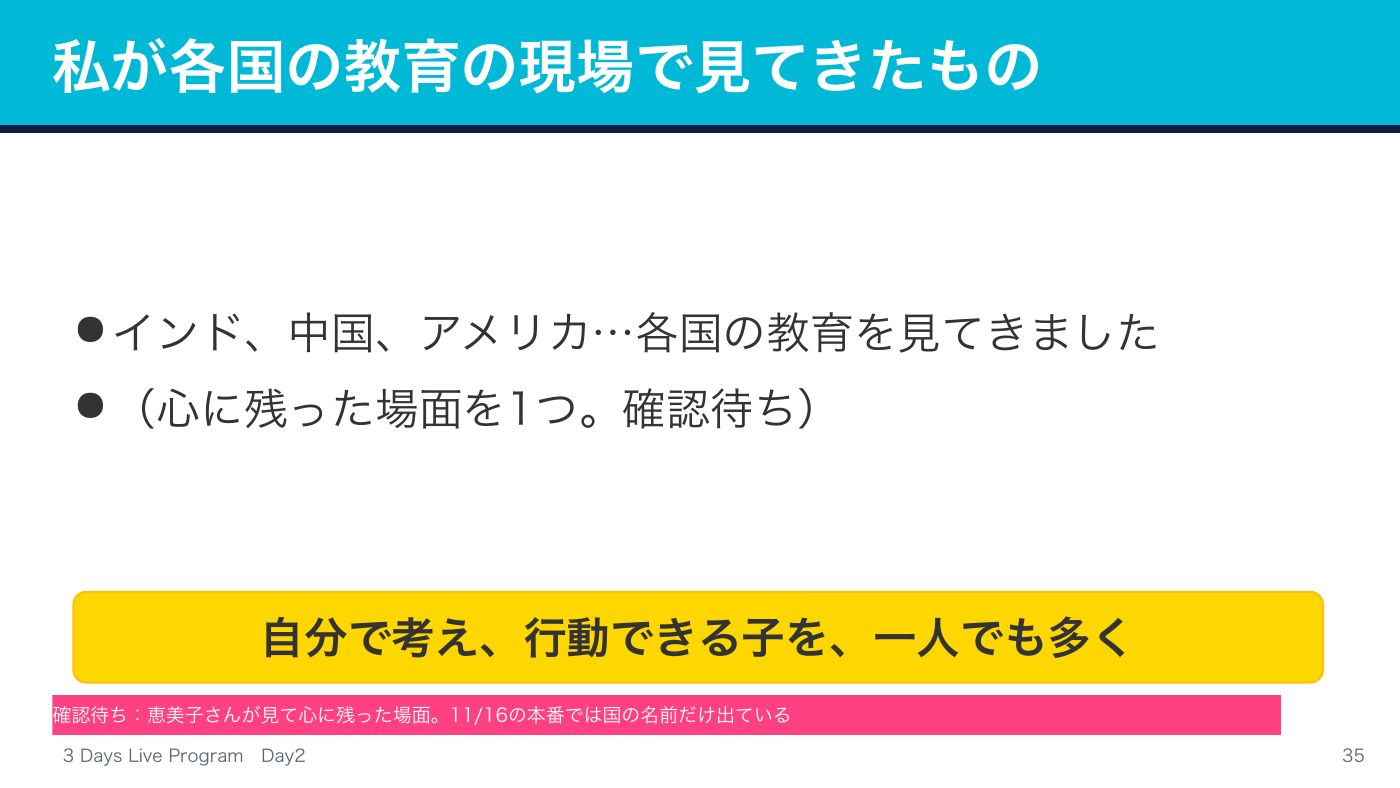 私が各国の教育の現場で見てきたもの
●インド、中国、アメリカ…各国の教育を見てきました
●（心に残った場面を1つ。確認待ち）
自分で考え、行動できる子を、一人でも多く
確認待ち：恵美子さんが見て心に残った場面。11/16の本番では国の名前だけ出ている
3 Days Live Program　Day2
35